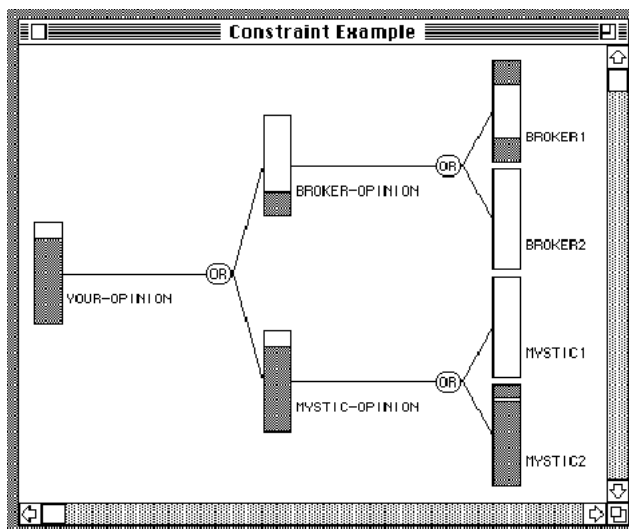 Constraint Example
BROKER1
OR
BROKER-OPINION
BROKER2
OR
YOUR-OPINION
MYSTIC1
OR
MYSTIC-OPINION
MYSTIC2